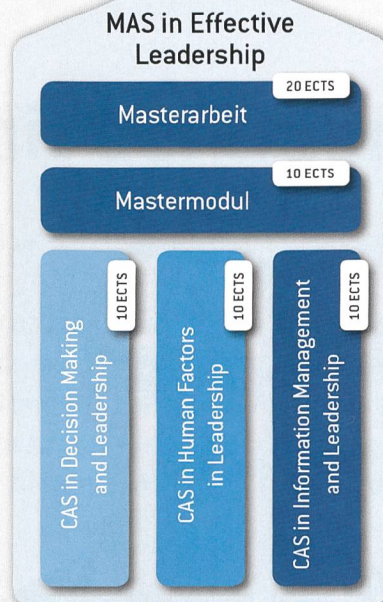 MAS in Effective
Leadership
20 ECTS
Masterarbeit
10 ECTS
Mastermodul
10 ECTS
CAS in Decision Making
and Leadership
10 ECTS
CAS in Human Factors
in Leadership
10 ECTS
CAS in Information Management
and Leadership